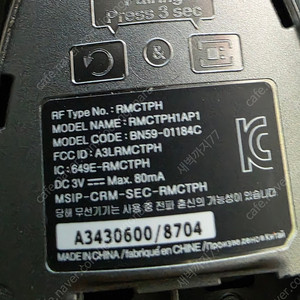 Pairing
Press 3 sec
&
RF Type No.: RMCTPH
MODEL NAME: RMCTPH1AP1
MODEL CODE: BN59-01184C
FCC ID: A3LRMCTPH
IC: 649E-RMCTPH
DC 3V⎓ Max. 80mA
MSIP-CRM-SEC-RMCTPH
당해 무선기기는 사용 중 전파 혼신의 가능성이 있습니다
A3430600/8704
MADE IN CHINA / fabriqué en CHINE / Произведено в Китай